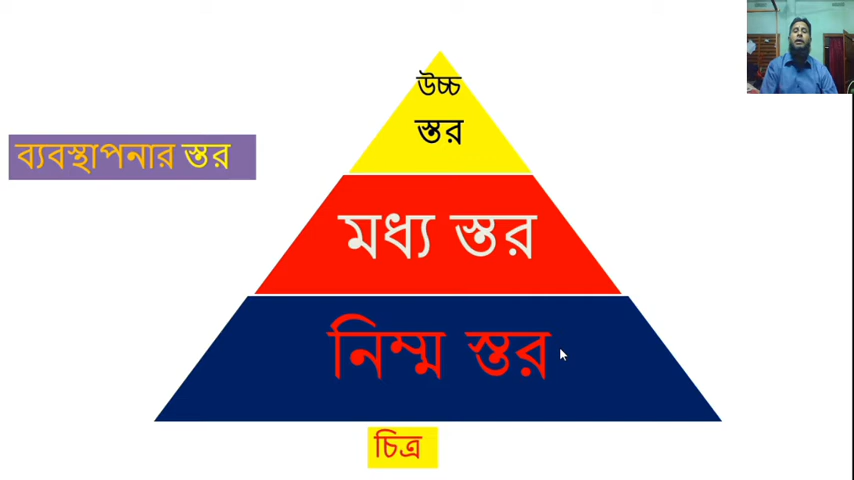 উচ্চ
স্তর
ব্যবস্থাপনার স্তর
মধ্য স্তর
নিম্ম স্তর
চিত্র